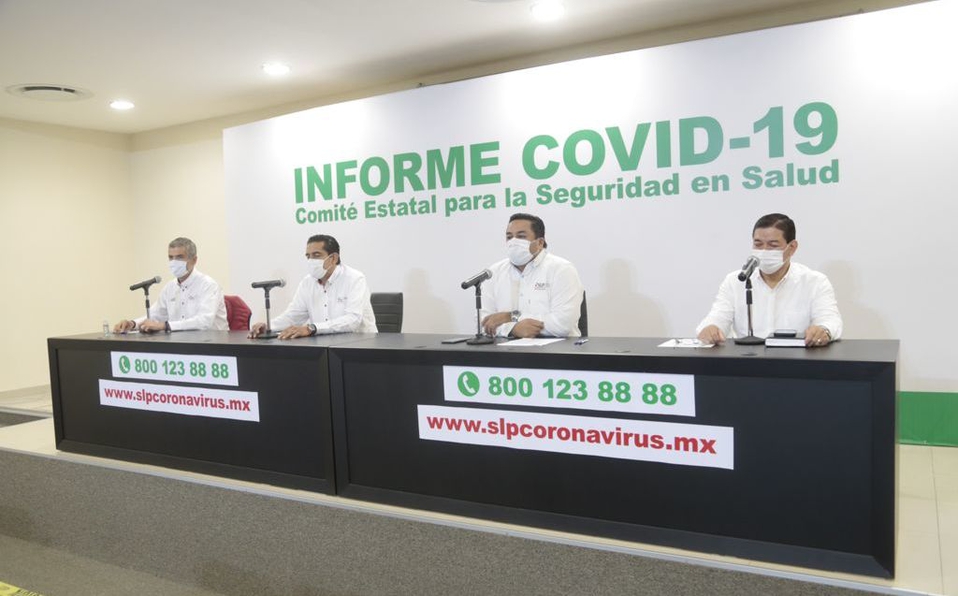 INFORME COVID-19
Comité Estatal para la Seguridad en Salud
800 123 88 88
www.slpcoronavirus.mx
800 123 88 88
www.slpcoronavirus.mx